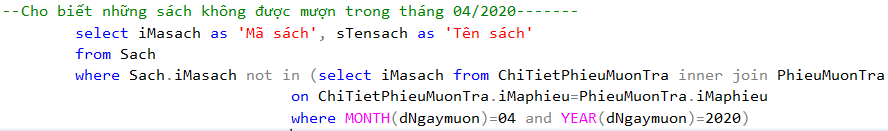 --Cho biết những sách không được mượn trong tháng 04/2020-------
select iMasach as 'Mã sách', sTensach as 'Tên sách'
from Sach
where Sach.iMasach not in (select iMasach from ChiTietPhieuMuonTra inner join PhieuMuonTra
on ChiTietPhieuMuonTra.iMaphieu=PhieuMuonTra.iMaphieu
where MONTH(dNgaymuon)=04 and YEAR(dNgaymuon)=2020)